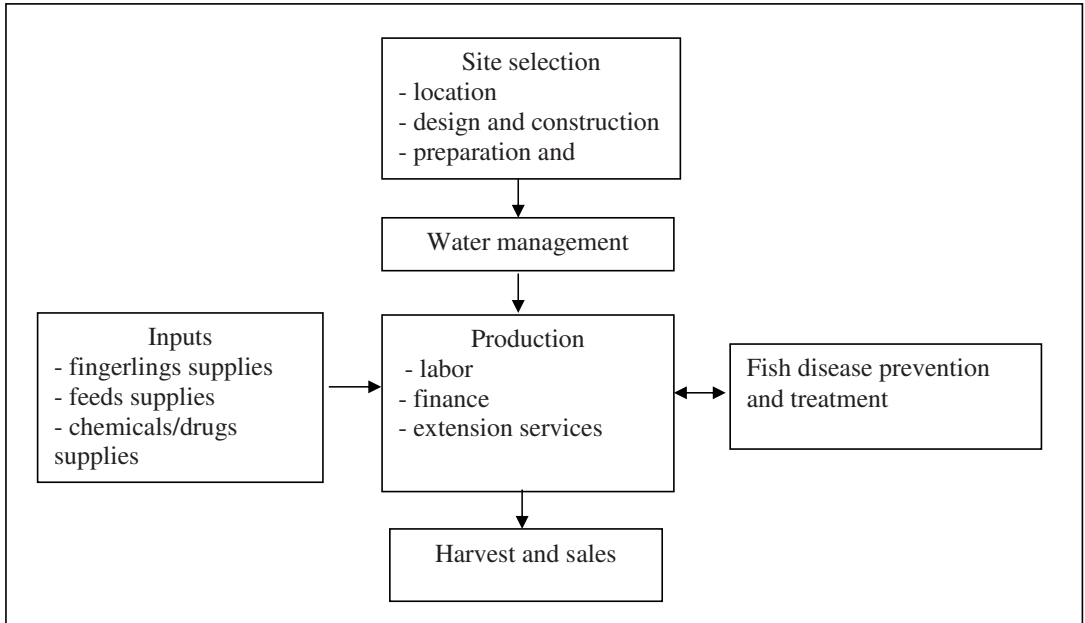 Site selection
- location
- design and construction
- preparation and
Water management
Inputs
- fingerlings supplies
- feeds supplies
- chemicals/drugs
supplies
Production
- labor
- finance
- extension services
Fish disease prevention
and treatment
Harvest and sales